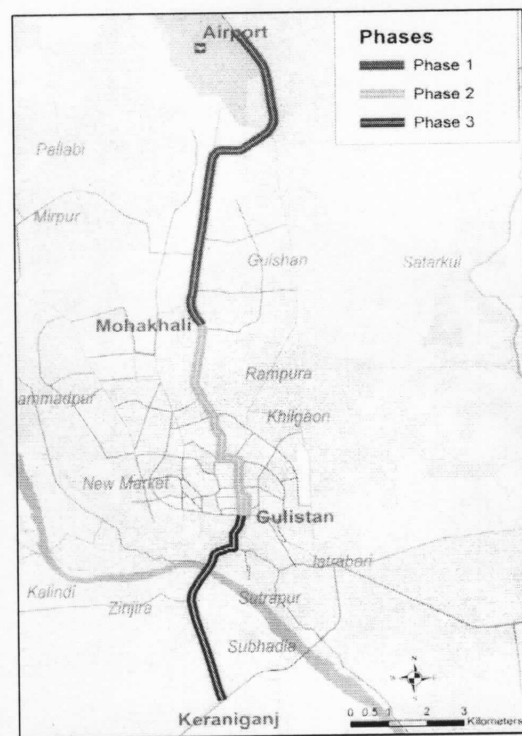 Airport
Phases
Phase 1
Phase 2
Phase 3
Pallabi
Mirpur
Gulshan
Satarkul
Mohakhali
Rampura
ammadpur
Khilgaon
New Market
Gulistan
Jatrabari
Kalindi
Zinjira
Sutrapur
Subhadia
N
Keraniganj
0 0.5 1 2 3
Kilometers